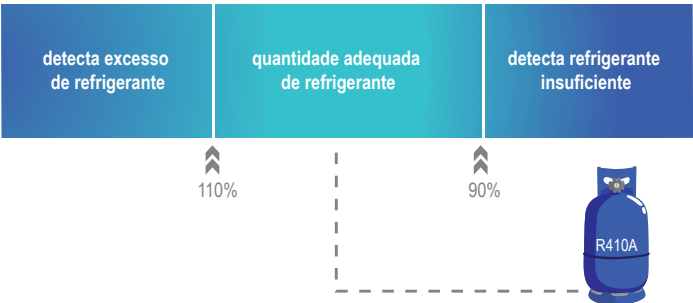 detecta excesso
de refrigerante
quantidade adequada
de refrigerante
detecta refrigerante
insuficiente
110%
90%
R410A